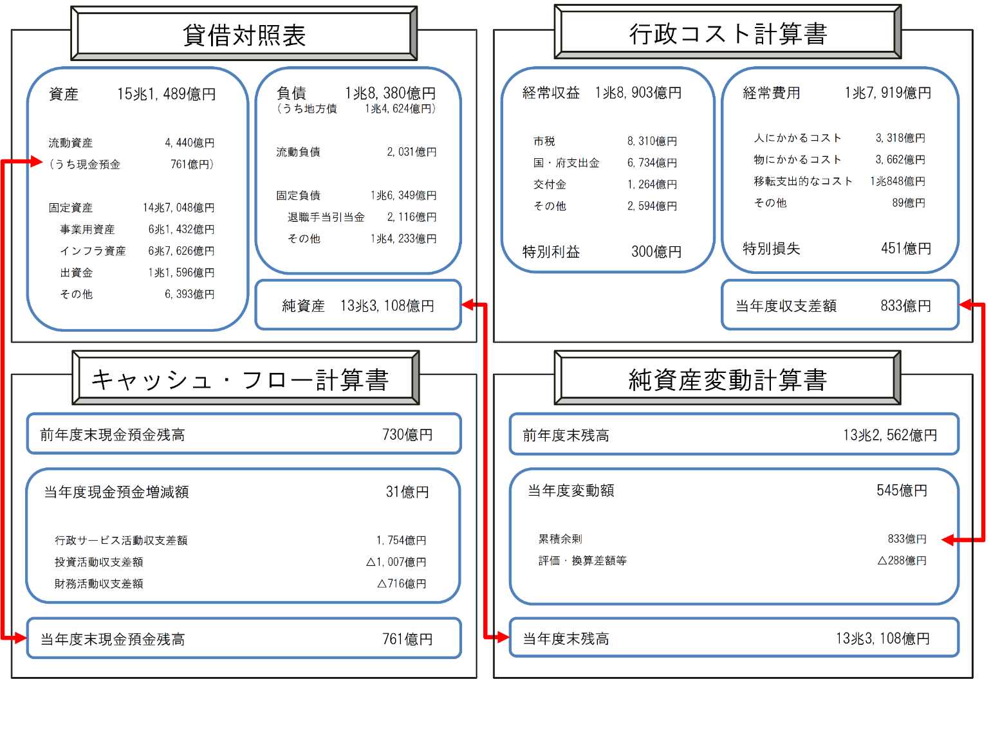 貸借対照表
資産 15兆1,489億円
流動資産 4,440億円
（うち現金預金 761億円）
固定資産 14兆7,048億円
事業用資産 6兆1,432億円
インフラ資産 6兆7,626億円
出資金 1兆1,596億円
その他 6,393億円
負債 1兆8,380億円
（うち地方債 1兆4,624億円）
流動負債 2,031億円
固定負債 1兆6,349億円
退職手当引当金 2,116億円
その他 1兆4,233億円
純資産 13兆3,108億円
行政コスト計算書
経常収益 1兆8,903億円
市税 8,310億円
国・府支出金 6,734億円
交付金 1,264億円
その他 2,594億円
特別利益 300億円
経常費用 1兆7,919億円
人にかかるコスト 3,318億円
物にかかるコスト 3,662億円
移転支出的なコスト 1兆848億円
その他 89億円
特別損失 451億円
当年度収支差額 833億円
キャッシュ・フロー計算書
前年度末現金預金残高 730億円
当年度現金預金増減額 31億円
行政サービス活動収支差額 1,754億円
投資活動収支差額 △1,007億円
財務活動収支差額 △716億円
当年度末現金預金残高 761億円
純資産変動計算書
前年度末残高 13兆2,562億円
当年度変動額 545億円
累積余剰 833億円
評価・換算差額等 △288億円
当年度末残高 13兆3,108億円